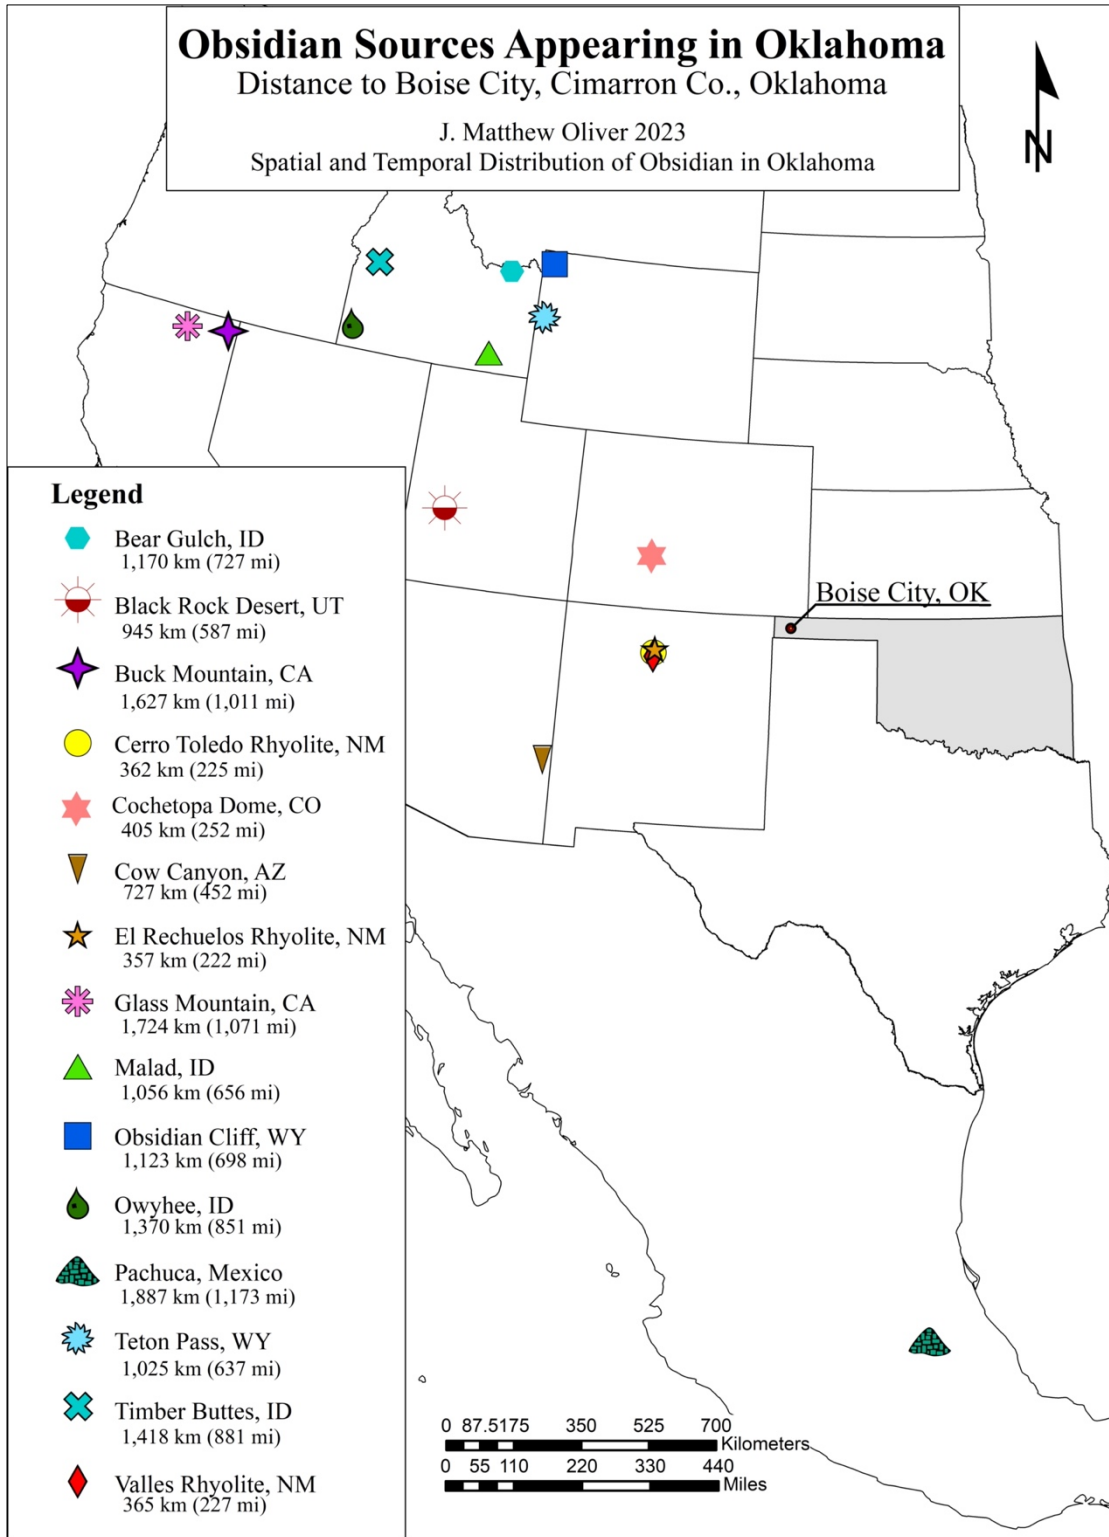 Obsidian Sources Appearing in Oklahoma
Distance to Boise City, Cimarron Co., Oklahoma
J. Matthew Oliver 2023
Spatial and Temporal Distribution of Obsidian in Oklahoma
N
Boise City, OK
Legend
Bear Gulch, ID
1,170 km (727 mi)
Black Rock Desert, UT
945 km (587 mi)
Buck Mountain, CA
1,627 km (1,011 mi)
Cerro Toledo Rhyolite, NM
362 km (225 mi)
Cochetopa Dome, CO
405 km (252 mi)
Cow Canyon, AZ
727 km (452 mi)
El Rechuelos Rhyolite, NM
357 km (222 mi)
Glass Mountain, CA
1,724 km (1,071 mi)
Malad, ID
1,056 km (656 mi)
Obsidian Cliff, WY
1,123 km (698 mi)
Owyhee, ID
1,370 km (851 mi)
Pachuca, Mexico
1,887 km (1,173 mi)
Teton Pass, WY
1,025 km (637 mi)
Timber Buttes, ID
1,418 km (881 mi)
Valles Rhyolite, NM
365 km (227 mi)
0 87.5175 350 525 700
Kilometers
0 55 110 220 330 440
Miles